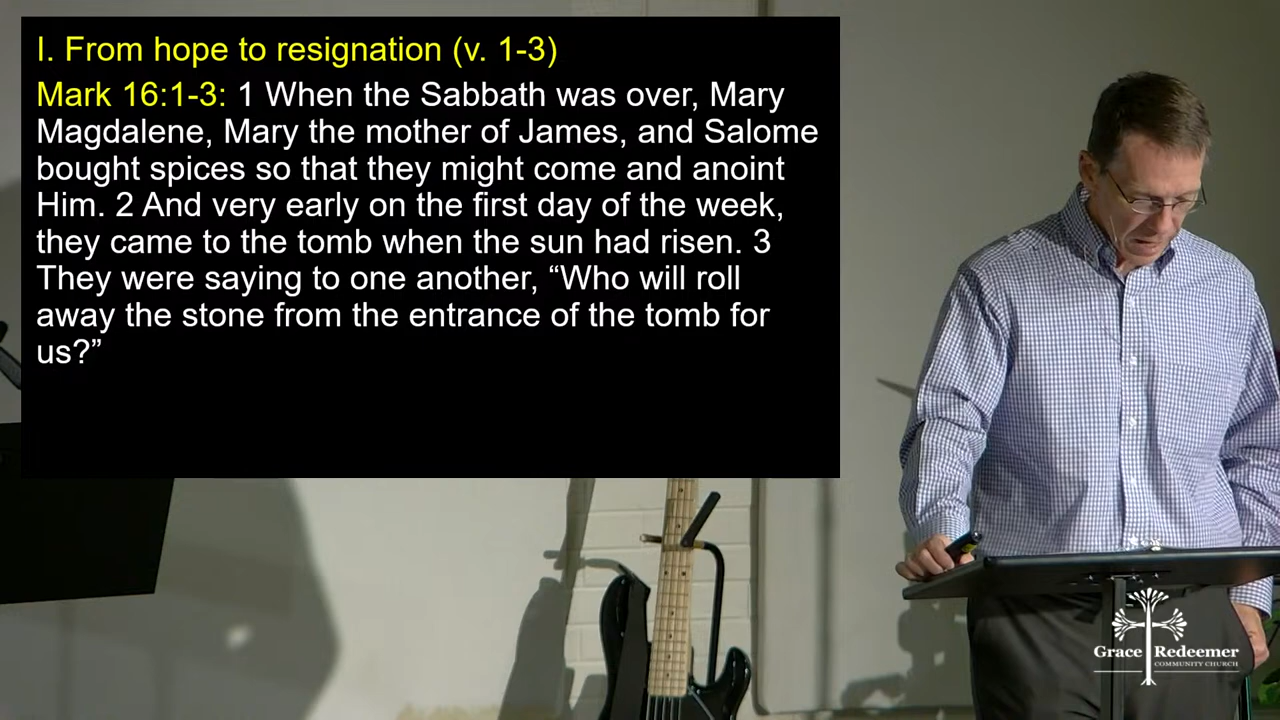 I. From hope to resignation (v. 1-3)
Mark 16:1-3: 1 When the Sabbath was over, Mary
Magdalene, Mary the mother of James, and Salome
bought spices so that they might come and anoint
Him. 2 And very early on the first day of the week,
they came to the tomb when the sun had risen. 3
They were saying to one another, “Who will roll
away the stone from the entrance of the tomb for
us?”
Grace Redeemer
COMMUNITY CHURCH